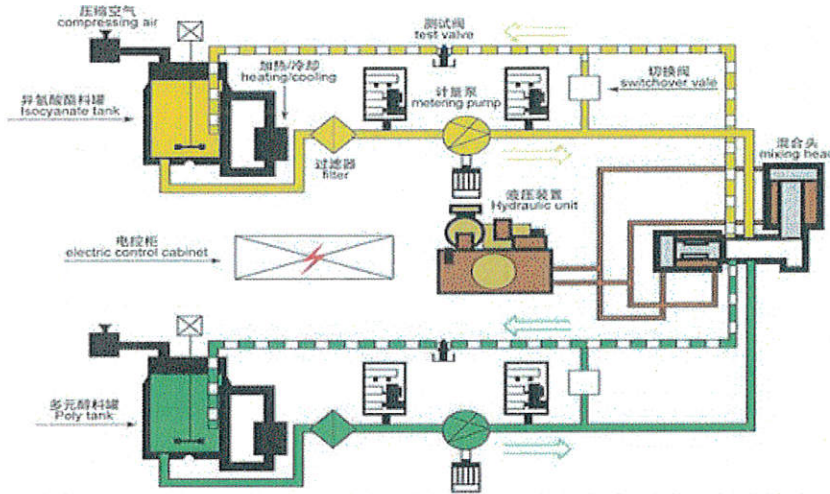 压缩空气
compressing air
测试阀
test valve
加热/冷却
heating/cooling
切换阀
switchover vale
计量泵
metering pump
异氰酸酯料罐
Isocyanate tank
混合头
mixing head
过滤器
filter
液压装置
Hydraulic unit
电控柜
electric control cabinet
多元醇料罐
Poly tank